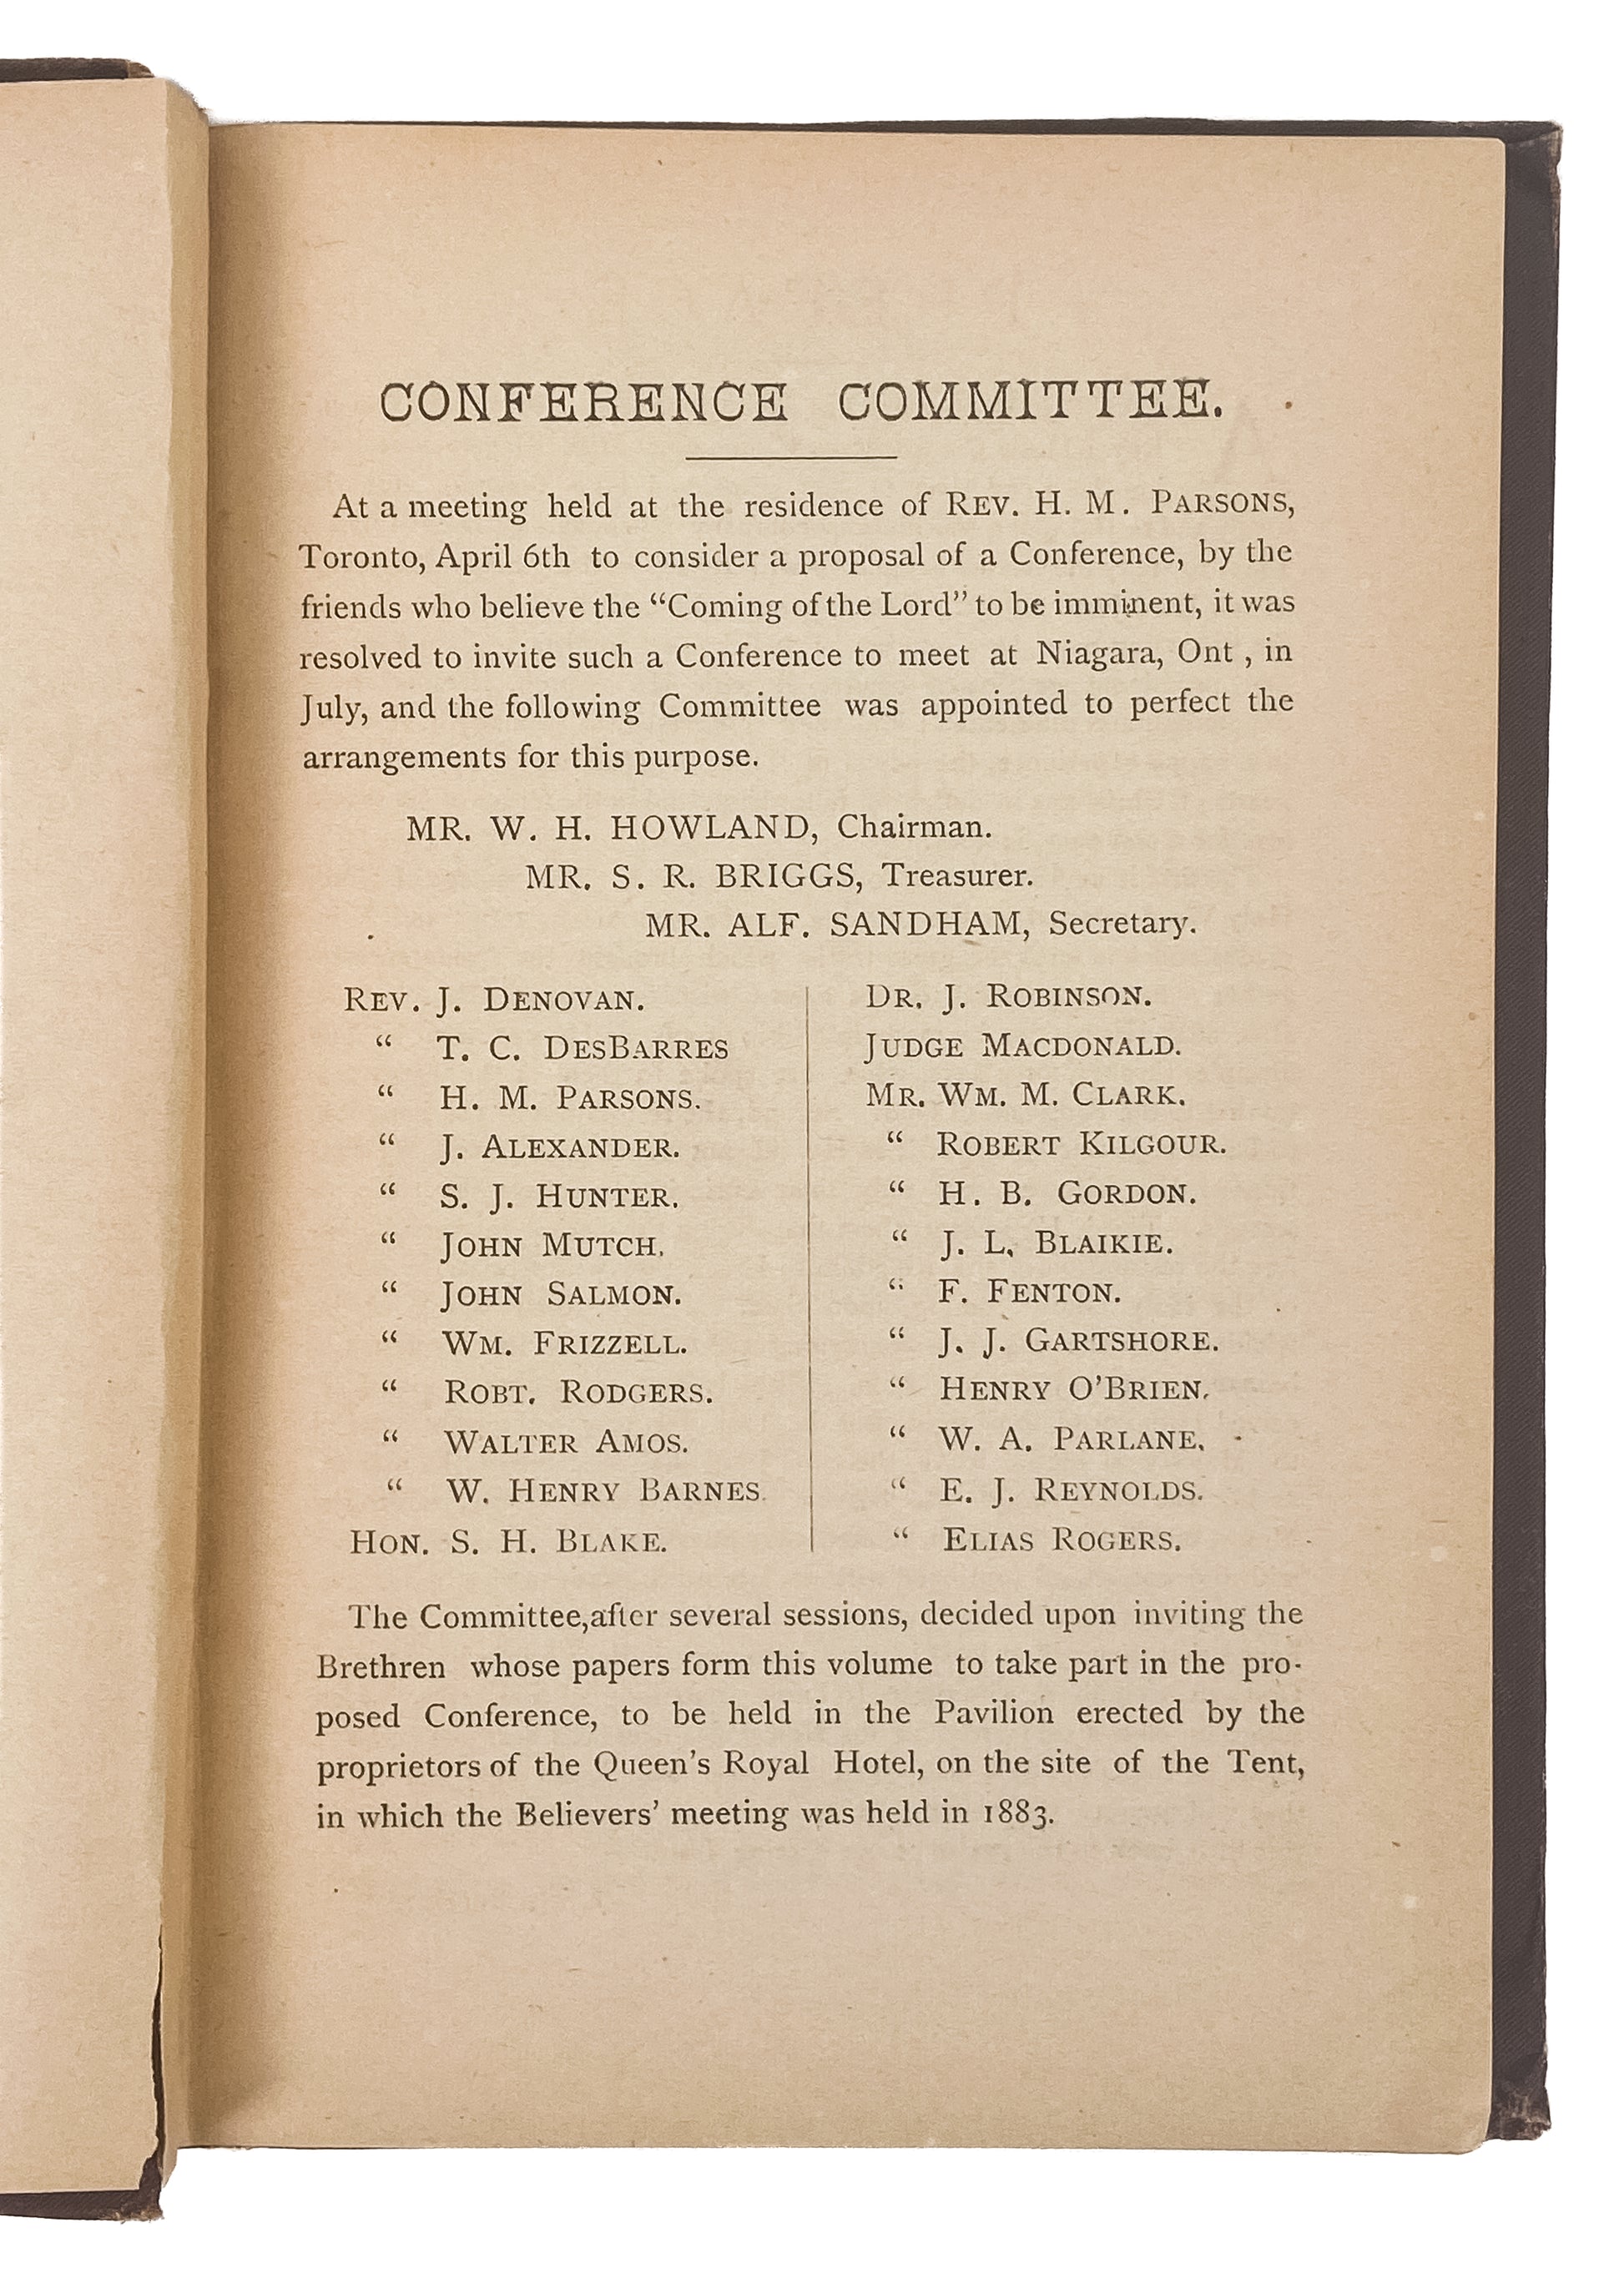 CONFERENCE COMMITTEE.
At a meeting held at the residence of REV. H. M. PARSONS,
Toronto, April 6th to consider a proposal of a Conference, by the
friends who believe the “Coming of the Lord” to be imminent, it was
resolved to invite such a Conference to meet at Niagara, Ont , in
July, and the following Committee was appointed to perfect the
arrangements for this purpose.
MR. W. H. HOWLAND, Chairman.
MR. S. R. BRIGGS, Treasurer.
MR. ALF. SANDHAM, Secretary.
REV. J. DENOVAN.
“ T. C. DESBARRES
“ H. M. PARSONS.
“ J. ALEXANDER.
“ S. J. HUNTER.
“ JOHN MUTCH.
“ JOHN SALMON.
“ WM. FRIZZELL.
“ ROBT. RODGERS.
“ WALTER AMOS.
“ W. HENRY BARNES.
HON. S. H. BLAKE.
DR. J. ROBINSON.
JUDGE MACDONALD.
MR. WM. M. CLARK.
“ ROBERT KILGOUR.
“ H. B. GORDON.
“ J. L. BLAIKIE.
“ F. FENTON.
“ J. J. GARTSHORE.
“ HENRY O’BRIEN.
“ W. A. PARLANE.
“ E. J. REYNOLDS.
“ ELIAS ROGERS.
The Committee,after several sessions, decided upon inviting the
Brethren whose papers form this volume to take part in the pro-
posed Conference, to be held in the Pavilion erected by the
proprietors of the Queen’s Royal Hotel, on the site of the Tent,
in which the Believers’ meeting was held in 1883.